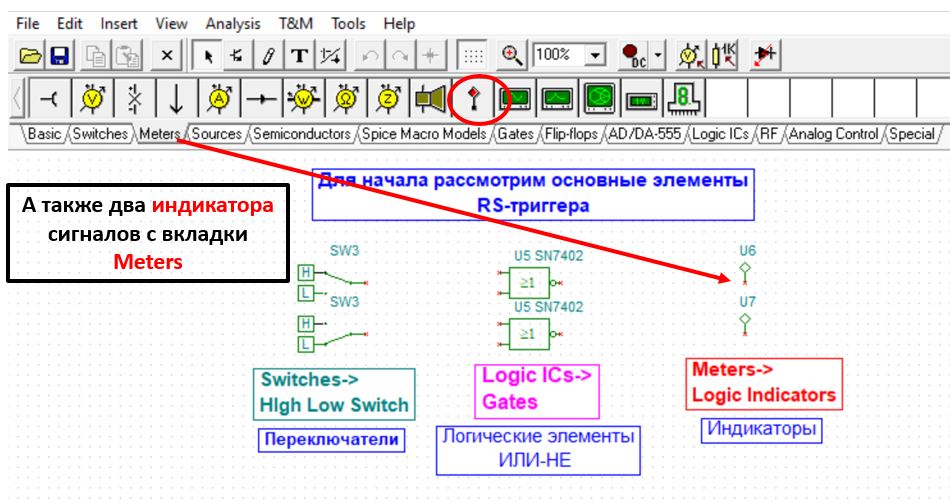 File Edit Insert View Analysis T&M Tools Help
T 100% DC 1K
V A W Ω Z 8
Basic Switches Meters Sources Semiconductors Spice Macro Models Gates Flip-flops AD/DA-555 Logic ICs RF Analog Control Special
Для начала рассмотрим основные элементы
RS-триггера
А также два индикатора
сигналов с вкладки
Meters
SW3
H
L
SW3
H
L
U5 SN7402
≥1
U5 SN7402
≥1
U6
U7
Switches->
HIgh Low Switch
Переключатели
Logic ICs->
Gates
Логические элементы
ИЛИ-НЕ
Meters->
Logic Indicators
Индикаторы